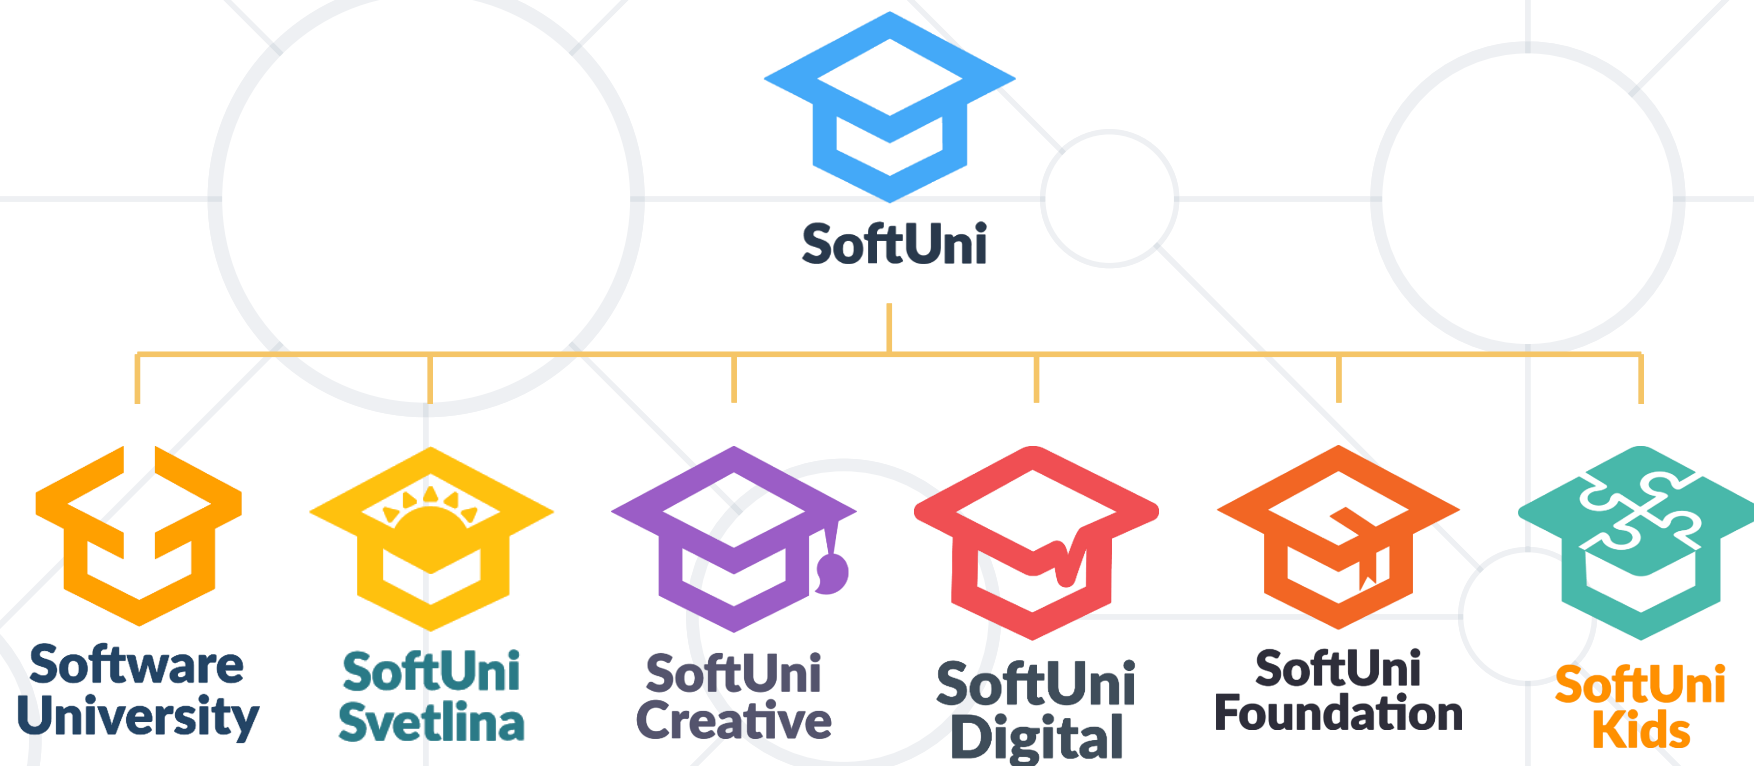 SoftUni
Software
University
SoftUni
Svetlina
SoftUni
Creative
SoftUni
Digital
SoftUni
Foundation
SoftUni
Kids